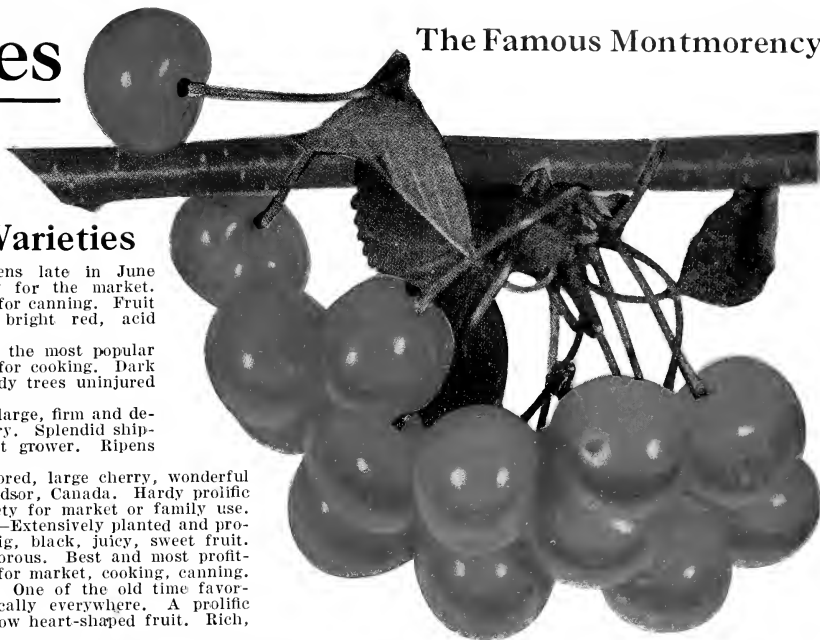 es
The Famous Montmorency
Varieties
ens late in June
for the market.
for canning. Fruit
bright red, acid
the most popular
for cooking. Dark
dy trees uninjured
large, firm and de-
ry. Splendid ship-
t grower. Ripens
ored, large cherry, wonderful
dsor, Canada. Hardy prolific
ety for market or family use.
—Extensively planted and pro-
ig, black, juicy, sweet fruit.
orous. Best and most profit-
for market, cooking, canning.
One of the old time favor-
cally everywhere. A prolific
ow heart-shaped fruit. Rich,